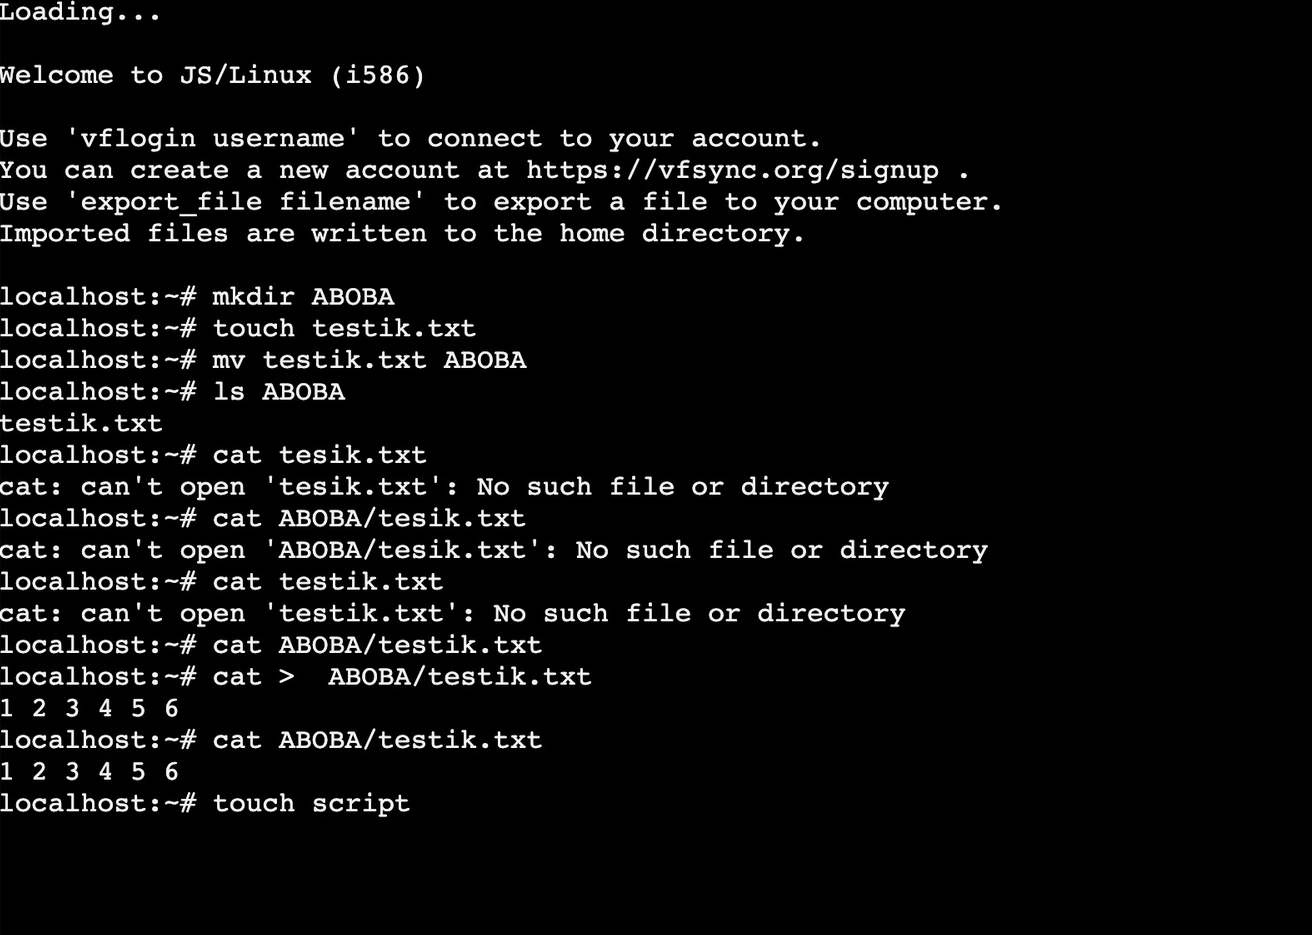 Loading...
Welcome to JS/Linux (i586)
Use 'vflogin username' to connect to your account.
You can create a new account at https://vfsync.org/signup .
Use 'export_file filename' to export a file to your computer.
Imported files are written to the home directory.
localhost:~# mkdir ABOBA
localhost:~# touch testik.txt
localhost:~# mv testik.txt ABOBA
localhost:~# ls ABOBA
testik.txt
localhost:~# cat tesik.txt
cat: can't open 'tesik.txt': No such file or directory
localhost:~# cat ABOBA/tesik.txt
cat: can't open 'ABOBA/tesik.txt': No such file or directory
localhost:~# cat testik.txt
cat: can't open 'testik.txt': No such file or directory
localhost:~# cat ABOBA/testik.txt
localhost:~# cat >  ABOBA/testik.txt
1 2 3 4 5 6
localhost:~# cat ABOBA/testik.txt
1 2 3 4 5 6
localhost:~# touch script